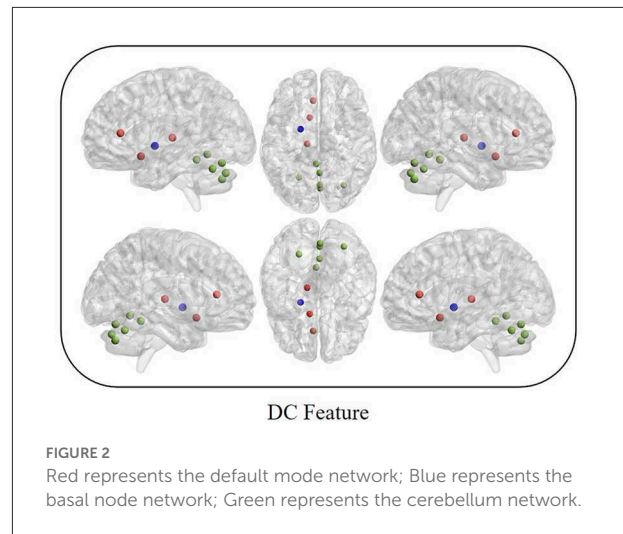 DC Feature
FIGURE 2
Red represents the default mode network; Blue represents the
basal node network; Green represents the cerebellum network.